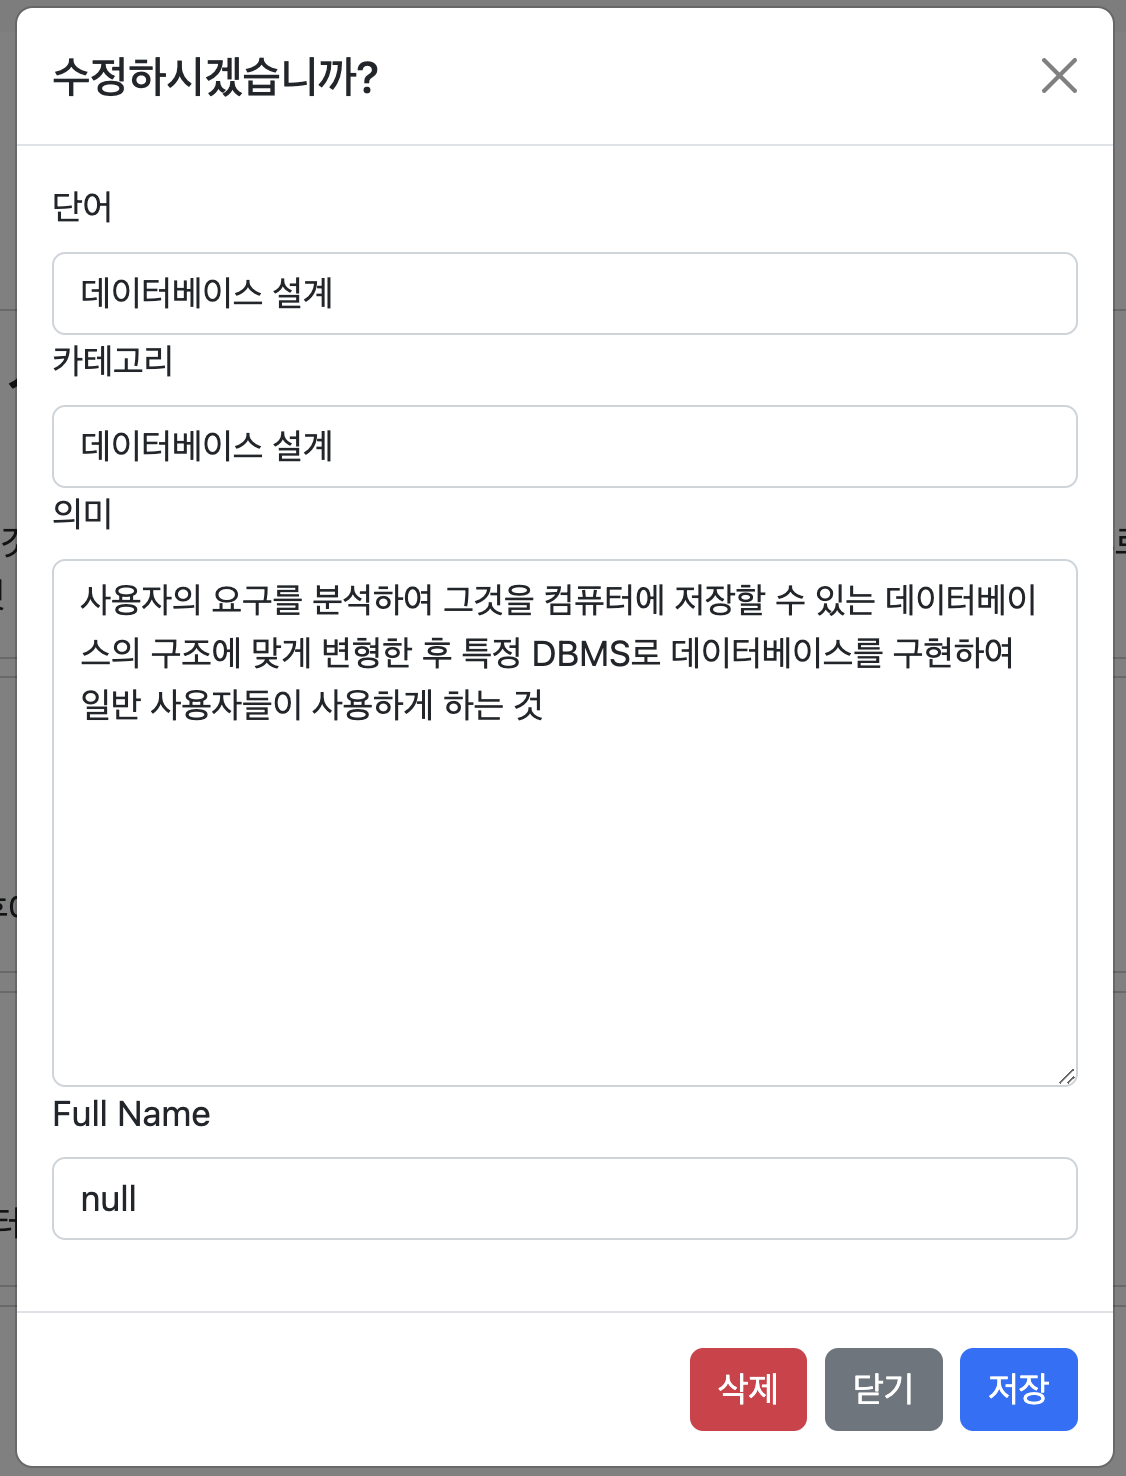 수정하시겠습니까?
단어
데이터베이스 설계
카테고리
데이터베이스 설계
의미
사용자의 요구를 분석하여 그것을 컴퓨터에 저장할 수 있는 데이터베이
스의 구조에 맞게 변형한 후 특정 DBMS로 데이터베이스를 구현하여
일반 사용자들이 사용하게 하는 것
Full Name
null
삭제 닫기 저장